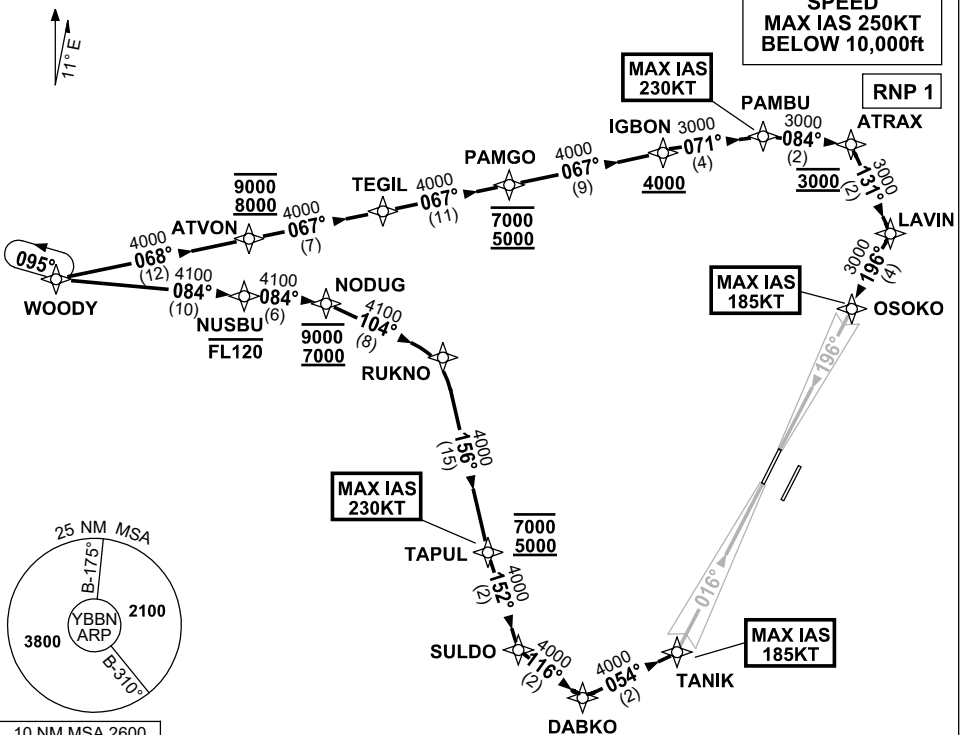 SPEED
MAX IAS 250KT
BELOW 10,000ft
RNP 1
11° E
MAX IAS
230KT
PAMBU
ATRAX
IGBON
3000
084°
(2)
3000
3000
071°
(4)
4000
3000
131°
(2)
PAMGO
4000
067°
(9)
7000
5000
TEGIL
4000
067°
(11)
9000
8000
ATVON
4000
067°
(7)
4000
068°
(12)
095°
WOODY
LAVIN
3000
196°
(4)
MAX IAS
185KT
OSOKO
4100
084°
(10)
NUSBU
FL120
4100
084°
(6)
NODUG
9000
7000
4100
104°
(8)
RUKNO
4000
156°
(15)
196°
MAX IAS
230KT
TAPUL
7000
5000
4000
152°
(2)
SULDO
4000
116°
(2)
DABKO
4000
054°
(2)
TANIK
016°
MAX IAS
185KT
25 NM MSA
B-175°
YBBN
ARP
2100
3800
B-310°
10 NM MSA 2600